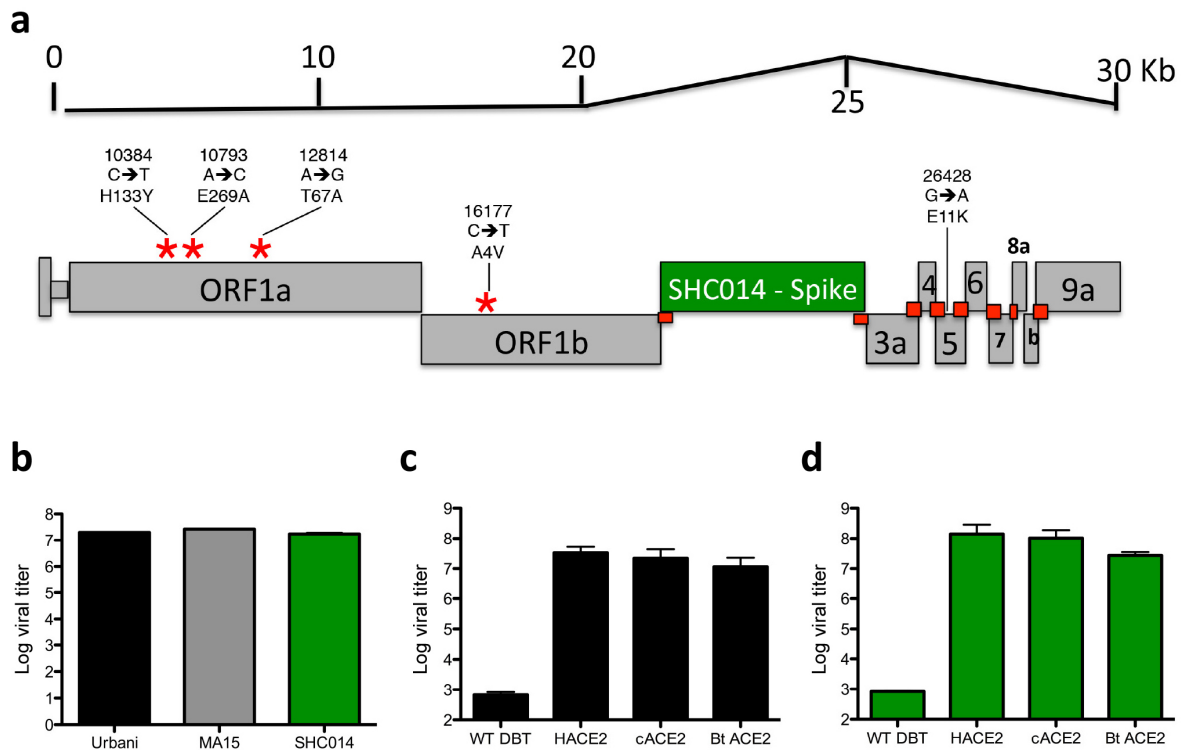 a
0 10 20 25 30 Kb
10384 10793 12814
C➔T A➔C A➔G
H133Y E269A T67A
16177
C➔T
A4V
26428
G➔A
E11K
8a
ORF1a SHC014 - Spike 4 6 9a
ORF1b 3a 5 7 b
b
Log viral titer
8
7
6
5
4
3
2
1
0
Urbani MA15 SHC014
c
Log viral titer
9
8
7
6
5
4
3
2
WT DBT HACE2 cACE2 Bt ACE2
d
Log viral titer
9
8
7
6
5
4
3
2
WT DBT HACE2 cACE2 Bt ACE2